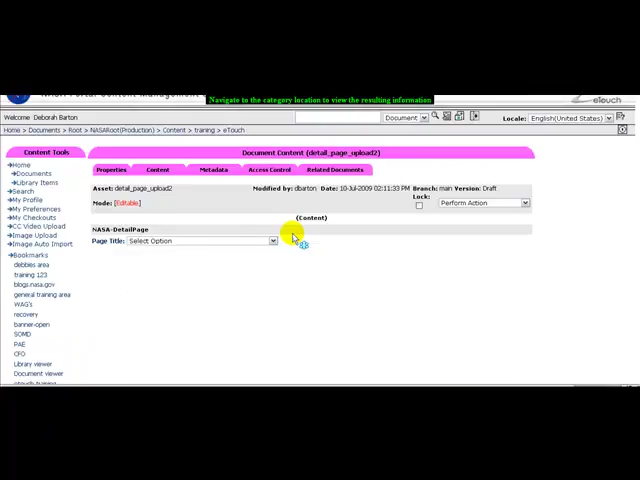 Navigate to the category location to view the resulting information
eTouch
Welcome Deborah Barton
Document
Locale: English(United States)
Home > Documents > Root > NASARoot(Production) > Content > training > eTouch
Content Tools
Document Content (detail_page_upload2)
Home
Documents
Library Items
Search
My Profile
My Preferences
My Checkouts
CC Video Upload
Image Upload
Image Auto Import
Bookmarks
debbies area
training 123
blogs.nasa.gov
general training area
WAG's
recovery
banner-open
SOMD
PAE
CFO
Library viewer
Document viewer
etouch training
Properties Content Metadata Access Control Related Documents
Asset: detail_page_upload2 Modified by: dbarton Date: 10-Jul-2009 02:11:33 PM Branch: main Version: Draft
Mode: [Editable] Lock: Perform Action
(Content)
NASA-DetailPage
Page Title: Select Option